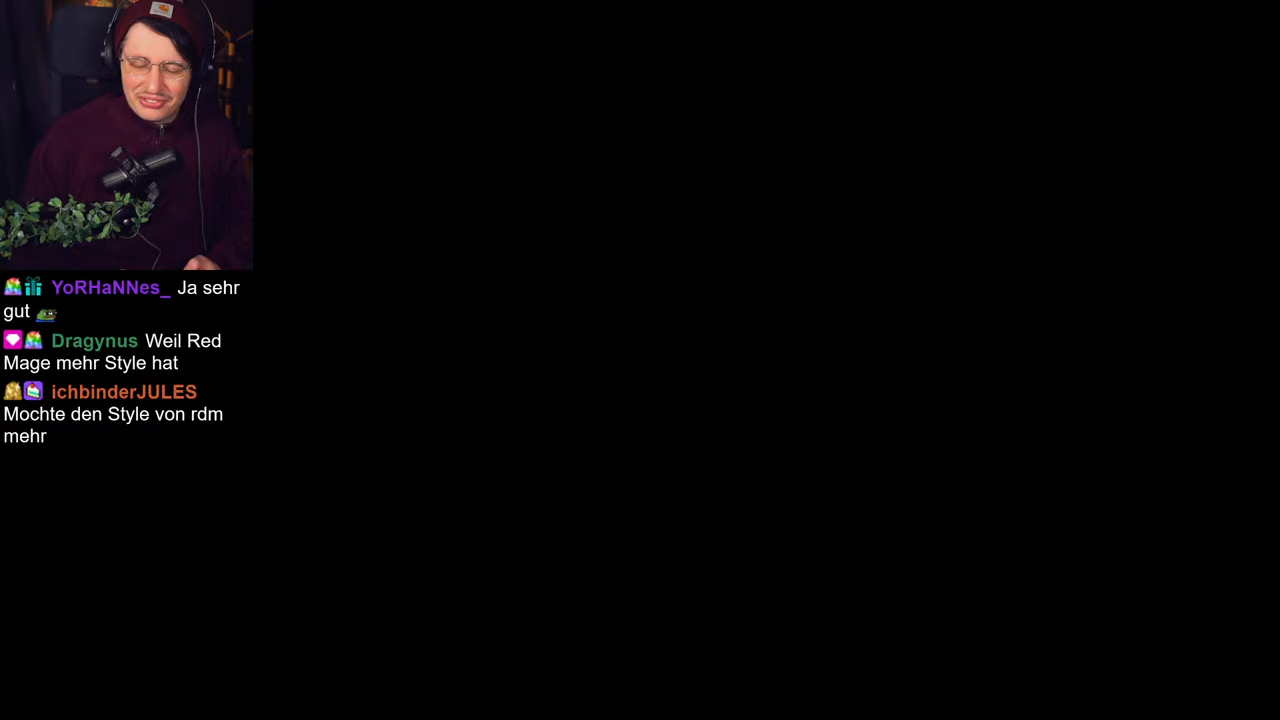 YoRHaNNes_ Ja sehr
gut
Dragynus Weil Red
Mage mehr Style hat
ichbinderJULES
Mochte den Style von rdm
mehr